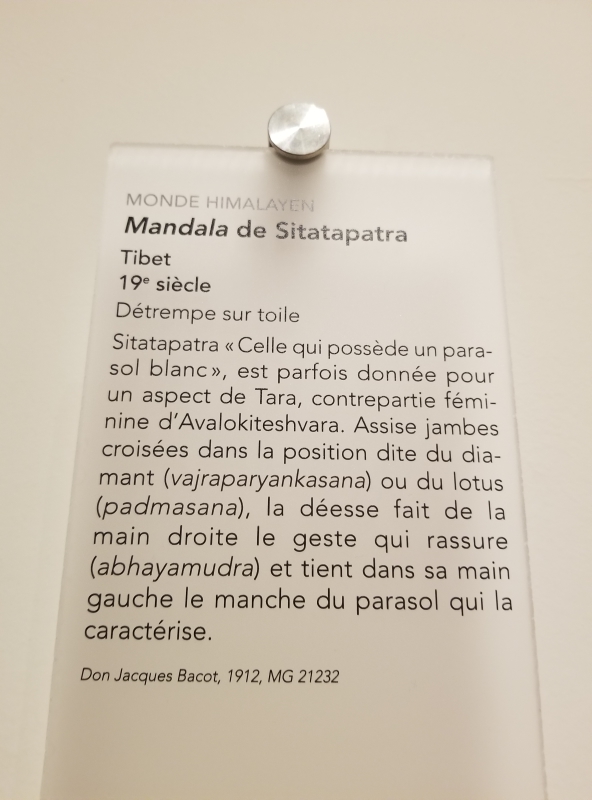 MONDE HIMALAYEN
Mandala de Sitatapatra
Tibet
19e siècle
Détrempe sur toile
Sitatapatra « Celle qui possède un para-
sol blanc », est parfois donnée pour
un aspect de Tara, contrepartie fémi-
nine d'Avalokiteshvara. Assise jambes
croisées dans la position dite du dia-
mant (vajraparyankasana) ou du lotus
(padmasana), la déesse fait de la
main droite le geste qui rassure
(abhayamudra) et tient dans sa main
gauche le manche du parasol qui la
caractérise.
Don Jacques Bacot, 1912, MG 21232